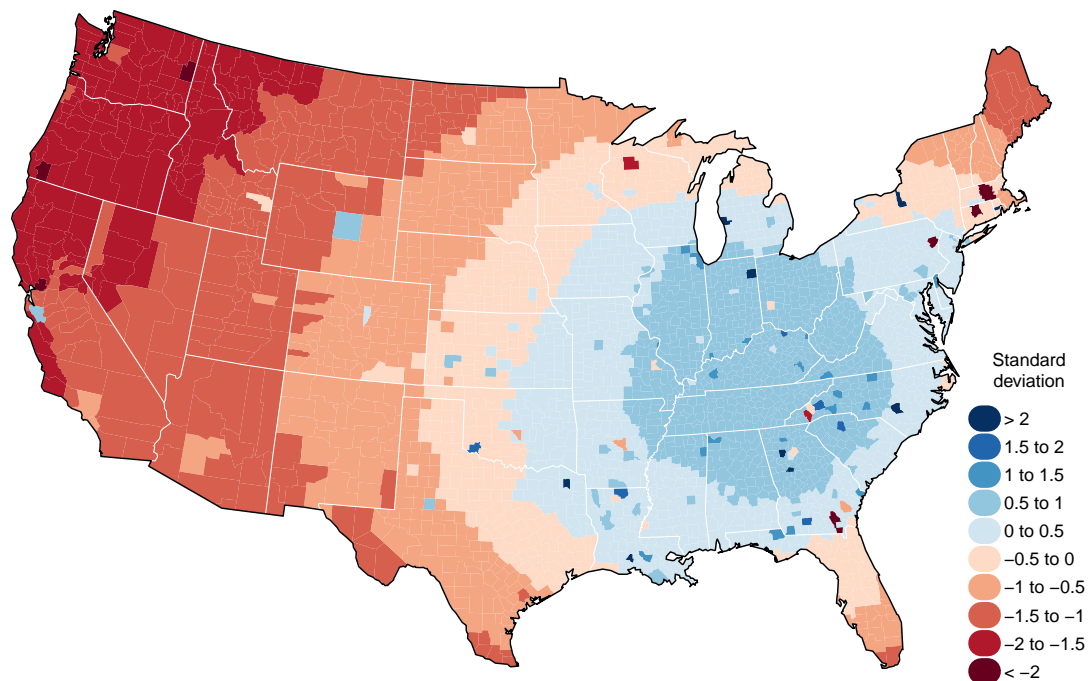 Standard
deviation
> 2
1.5 to 2
1 to 1.5
0.5 to 1
0 to 0.5
−0.5 to 0
−1 to −0.5
−1.5 to −1
−2 to −1.5
< −2